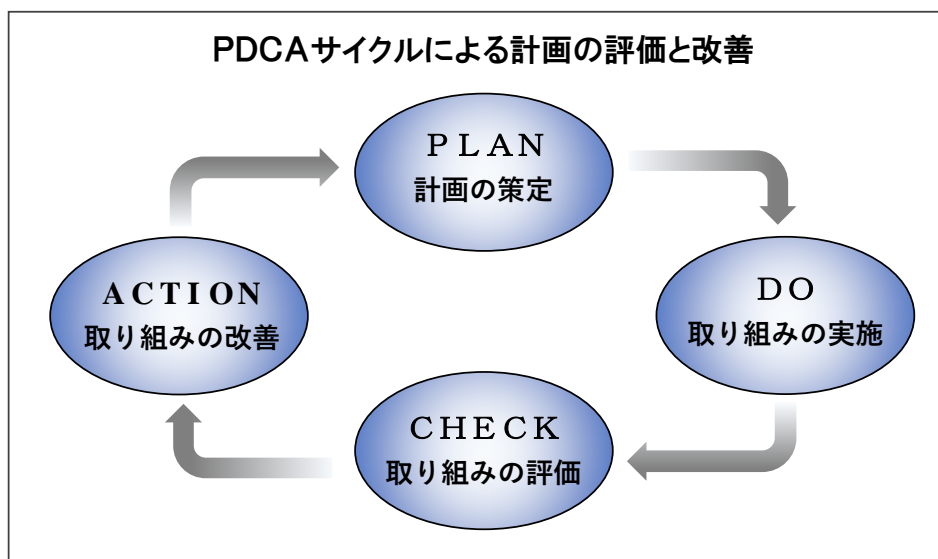 PDCAサイクルによる計画の評価と改善
PLAN
計画の策定
DO
取り組みの実施
CHECK
取り組みの評価
ACTION
取り組みの改善